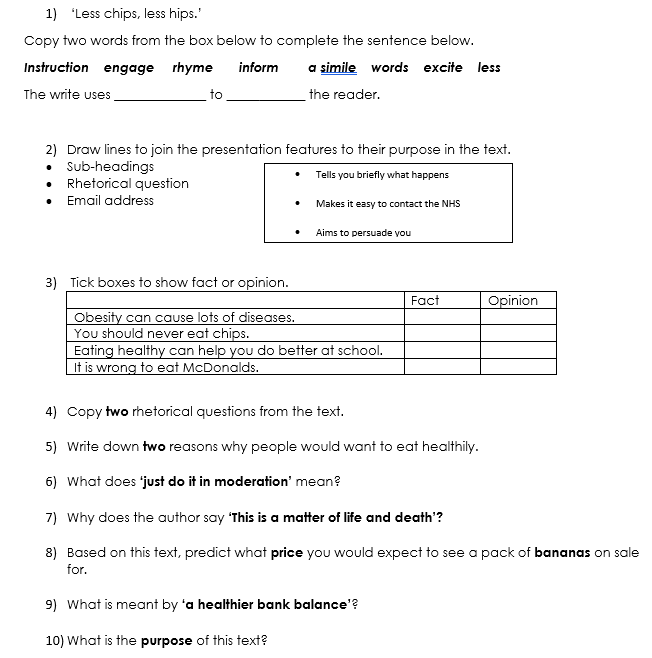 1) ‘Less chips, less hips.’
Copy two words from the box below to complete the sentence below.
Instruction engage rhyme inform a simile words excite less
The write uses ______________ to ____________ the reader.
2) Draw lines to join the presentation features to their purpose in the text.
• Sub-headings
• Rhetorical question
• Email address
• Tells you briefly what happens
• Makes it easy to contact the NHS
• Aims to persuade you
3) Tick boxes to show fact or opinion.
Fact Opinion
Obesity can cause lots of diseases.
You should never eat chips.
Eating healthy can help you do better at school.
It is wrong to eat McDonalds.
4) Copy two rhetorical questions from the text.
5) Write down two reasons why people would want to eat healthily.
6) What does ‘just do it in moderation’ mean?
7) Why does the author say ‘This is a matter of life and death’?
8) Based on this text, predict what price you would expect to see a pack of bananas on sale
for.
9) What is meant by ‘a healthier bank balance’?
10) What is the purpose of this text?